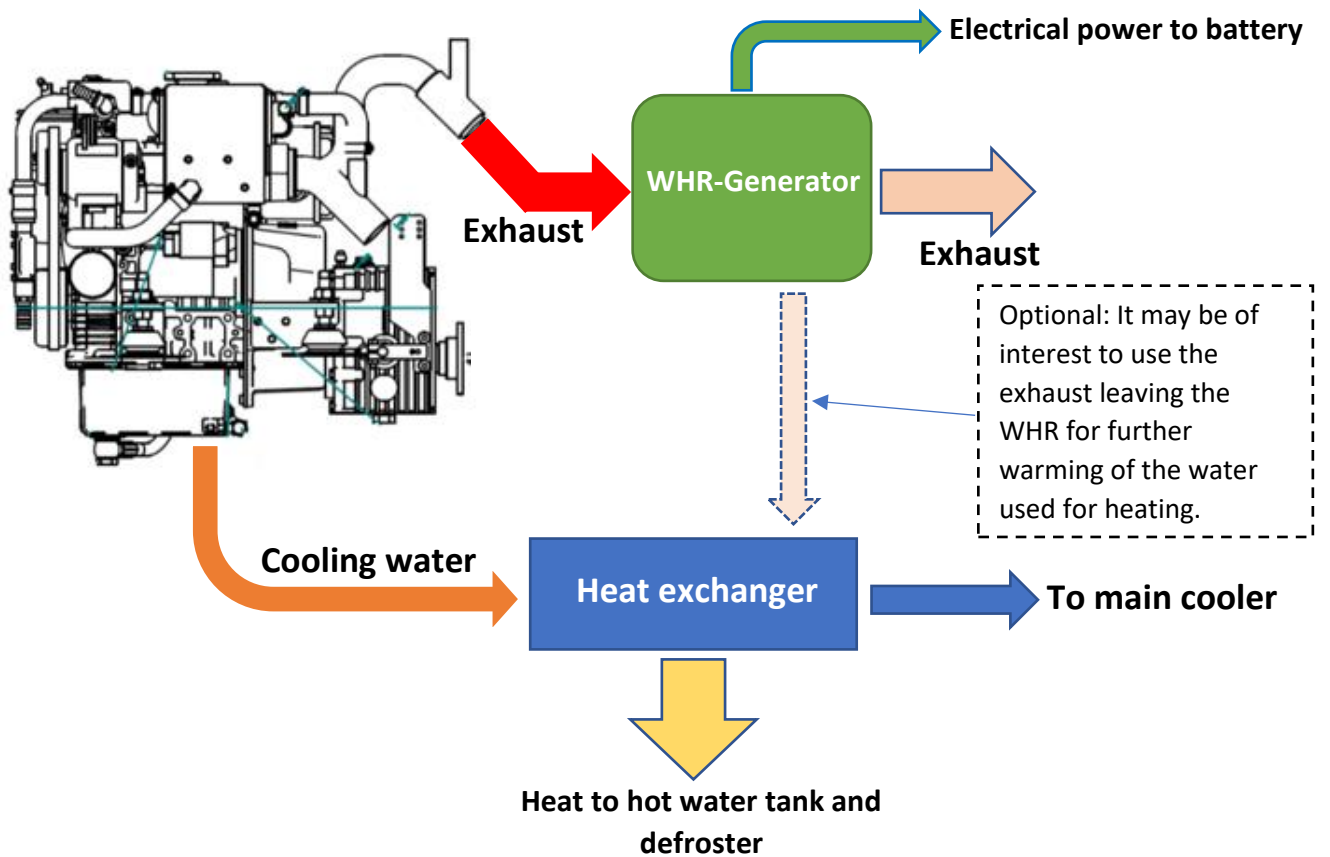 Electrical power to battery
WHR-Generator
Exhaust
Exhaust
Optional: It may be of
interest to use the
exhaust leaving the
WHR for further
warming of the water
used for heating.
Cooling water
Heat exchanger
To main cooler
Heat to hot water tank and
defroster